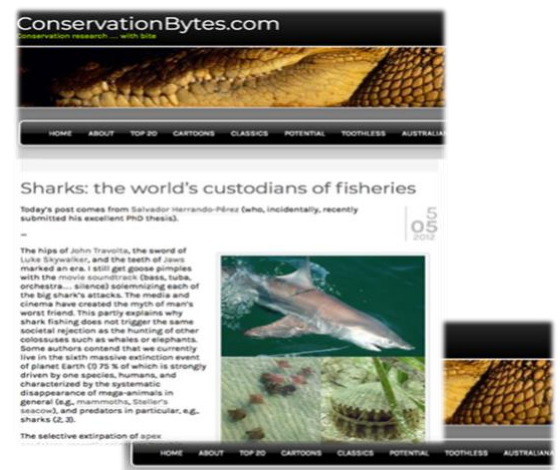 ConservationBytes.com
Conservation research .... with bite
HOME ABOUT TOP 20 CARTOONS CLASSICS POTENTIAL TOOTHLESS AUSTRALIA
Sharks: the world's custodians of fisheries
Today's post comes from Salvador Herrando-Pérez (who, incidentally, recently
submitted his excellent PhD thesis).
5
05
2012
—
The hips of John Travolta, the sword of
Luke Skywalker, and the teeth of Jaws
marked an era. I still get goose pimples
with the movie soundtrack (bass, tuba,
orchestra… silence) solemnizing each of
the big shark's attacks. The media and
cinema have created the myth of man's
worst friend. This partly explains why
shark fishing does not trigger the same
societal rejection as the hunting of other
colossuses such as whales or elephants.
Some authors contend that we currently
live in the sixth massive extinction event
of planet Earth (1) 75 % of which is strongly
driven by one species, humans, and
characterized by the systematic
disappearance of mega-animals in
general (e.g., mammoths, Steller's
seacow), and predators in particular, e.g.,
sharks (2, 3).
The selective extirpation of apex
HOME ABOUT TOP 20 CARTOONS CLASSICS POTENTIAL TOOTHLESS AUSTRALIA